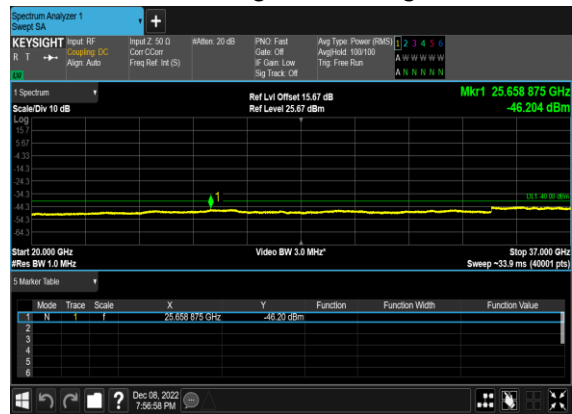 Spectrum Analyzer 1
Swept SA
+
KEYSIGHT Input: RF Input Z: 50 Ω #Atten: 20 dB PNO: Fast Avg Type: Power (RMS) 1 2 3 4 5 6
R T Coupling: DC Corr CCorr Gate: Off Avg|Hold: 100/100 A W W W W W
Align: Auto Freq Ref: Int (S) IF Gain: Low Trig: Free Run
Sig Track: Off A N N N N N
1 Spectrum Ref Lvl Offset 15.67 dB Mkr1 25.658 875 GHz
Scale/Div 10 dB Ref Level 25.67 dBm -46.204 dBm
Log
15.7
5.67
-4.33
-14.3
-24.3
-34.3
1
-44.3
-54.3
-64.3
Start 20.000 GHz Video BW 3.0 MHz* Stop 37.000 GHz
#Res BW 1.0 MHz Sweep ~33.9 ms (40001 pts)
5 Marker Table
Mode Trace Scale X Y Function Function Width Function Value
1 N 1 f 25.658 875 GHz -46.20 dBm
2
3
4
5
6
? Dec 08, 2022
7:56:58 PM